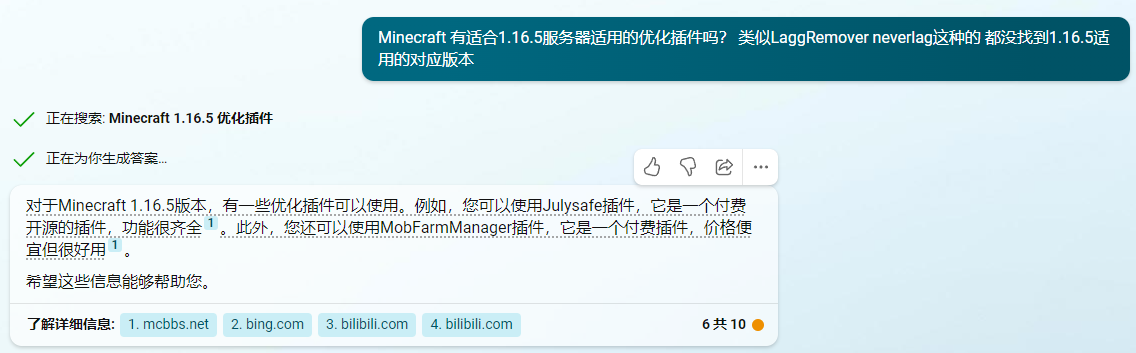 Minecraft 有适合1.16.5服务器适用的优化插件吗？ 类似LaggRemover neverlag这种的 都没找到1.16.5适
用的对应版本
正在搜索: Minecraft 1.16.5 优化插件
正在为你生成答案...
对于Minecraft 1.16.5版本，有一些优化插件可以使用。例如，您可以使用Julysafe插件，它是一个付费
开源的插件，功能很齐全 1 。此外，您还可以使用MobFarmManager插件，它是一个付费插件，价格便
宜但很好用 1 。
希望这些信息能够帮助您。
了解详细信息: 1. mcbbs.net 2. bing.com 3. bilibili.com 4. bilibili.com 6 共 10